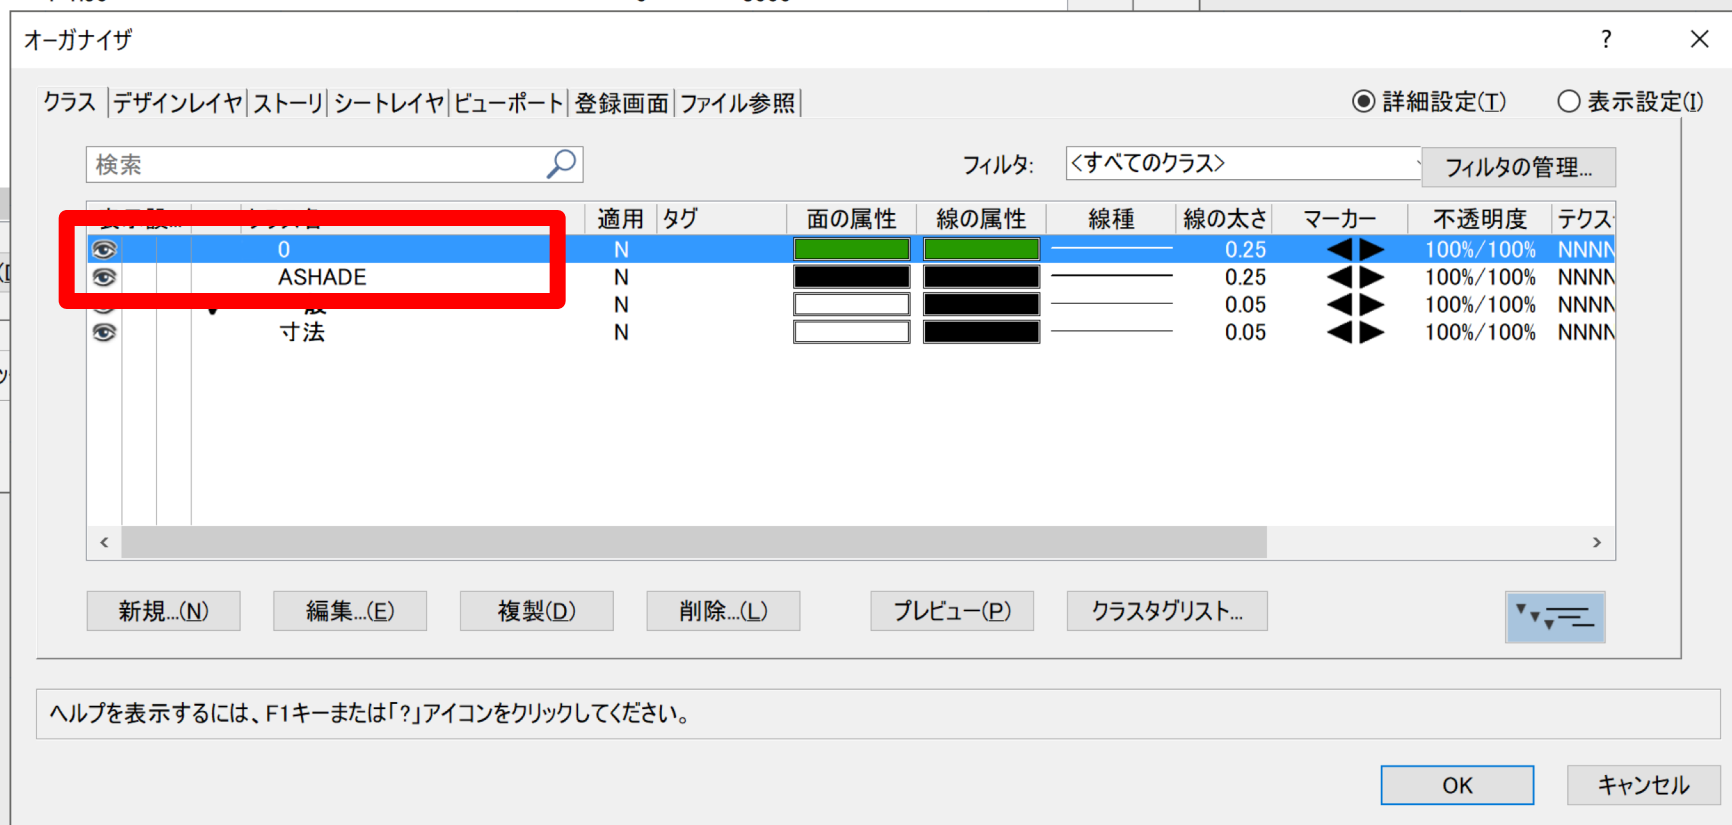 オーガナイザ ?
クラス デザインレイヤ ストーリ シートレイヤ ビューポート 登録画面 ファイル参照 詳細設定(T) 表示設定(I)
検索 フィルタ: <すべてのクラス> フィルタの管理...
適用 タグ 面の属性 線の属性 線種 線の太さ マーカー 不透明度 テクス
0 N 0.25 100%/100% NNNN
ASHADE N 0.25 100%/100% NNNN
N 0.05 100%/100% NNNN
寸法 N 0.05 100%/100% NNNN
新規...(N) 編集...(E) 複製(D) 削除...(L) プレビュー(P) クラスタグリスト...
ヘルプを表示するには、F1キーまたは「?」アイコンをクリックしてください。
OK キャンセル